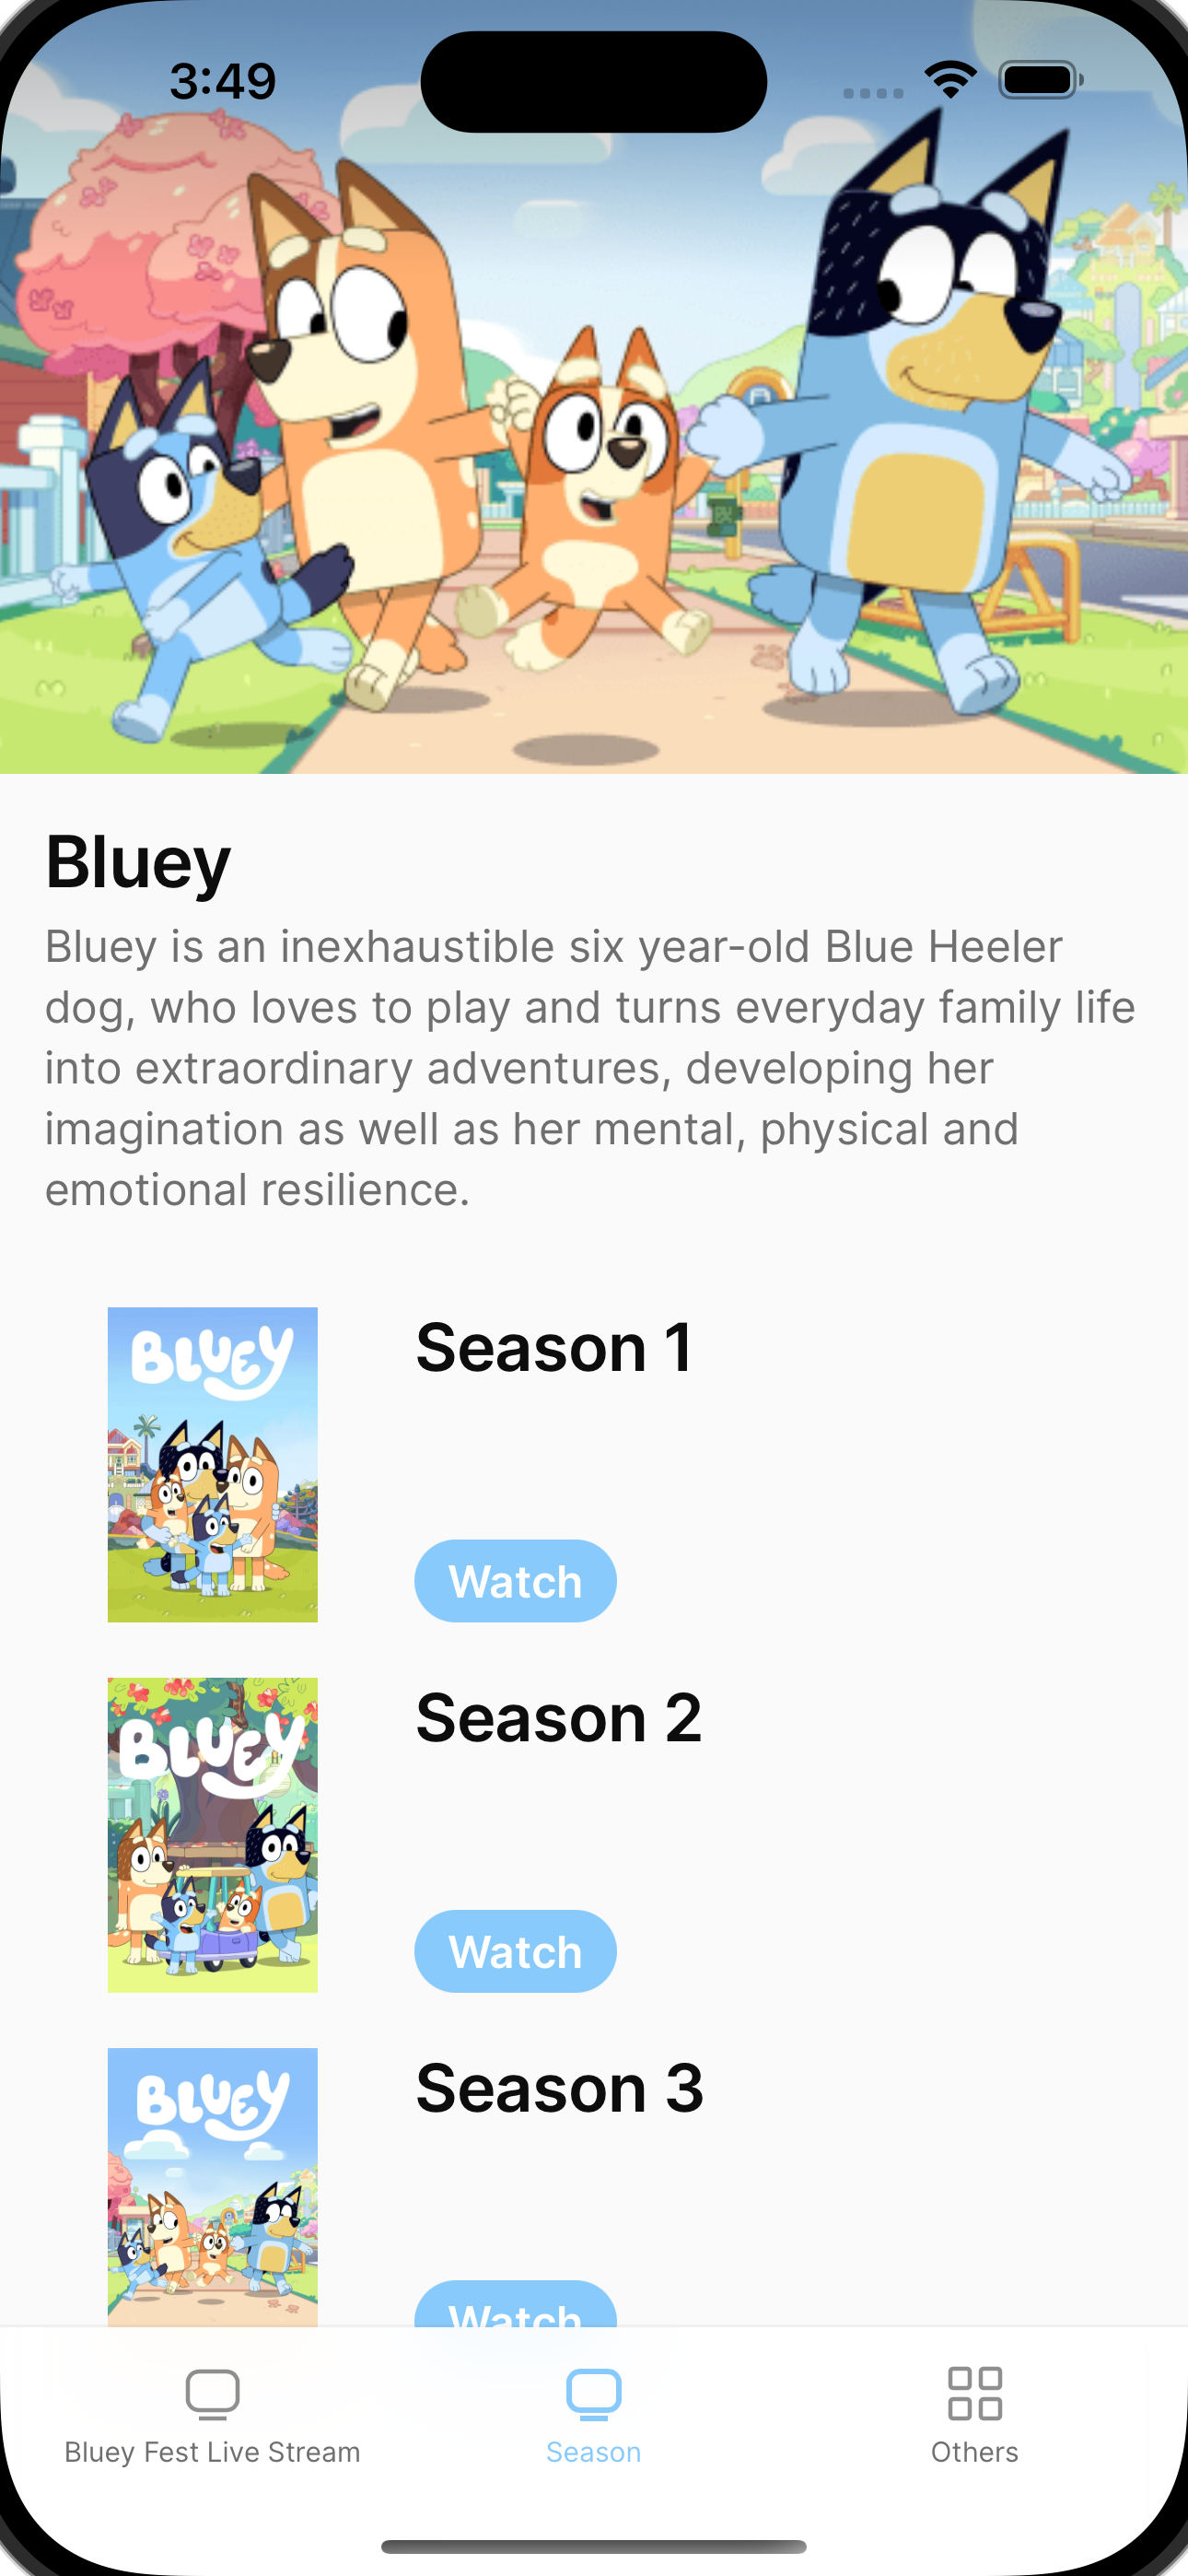 3:49
Bluey
Bluey is an inexhaustible six year-old Blue Heeler
dog, who loves to play and turns everyday family life
into extraordinary adventures, developing her
imagination as well as her mental, physical and
emotional resilience.
BLUEY
Season 1
Watch
BLUEY
Season 2
Watch
BLUEY
Season 3
Watch
Bluey Fest Live Stream
Season
Others